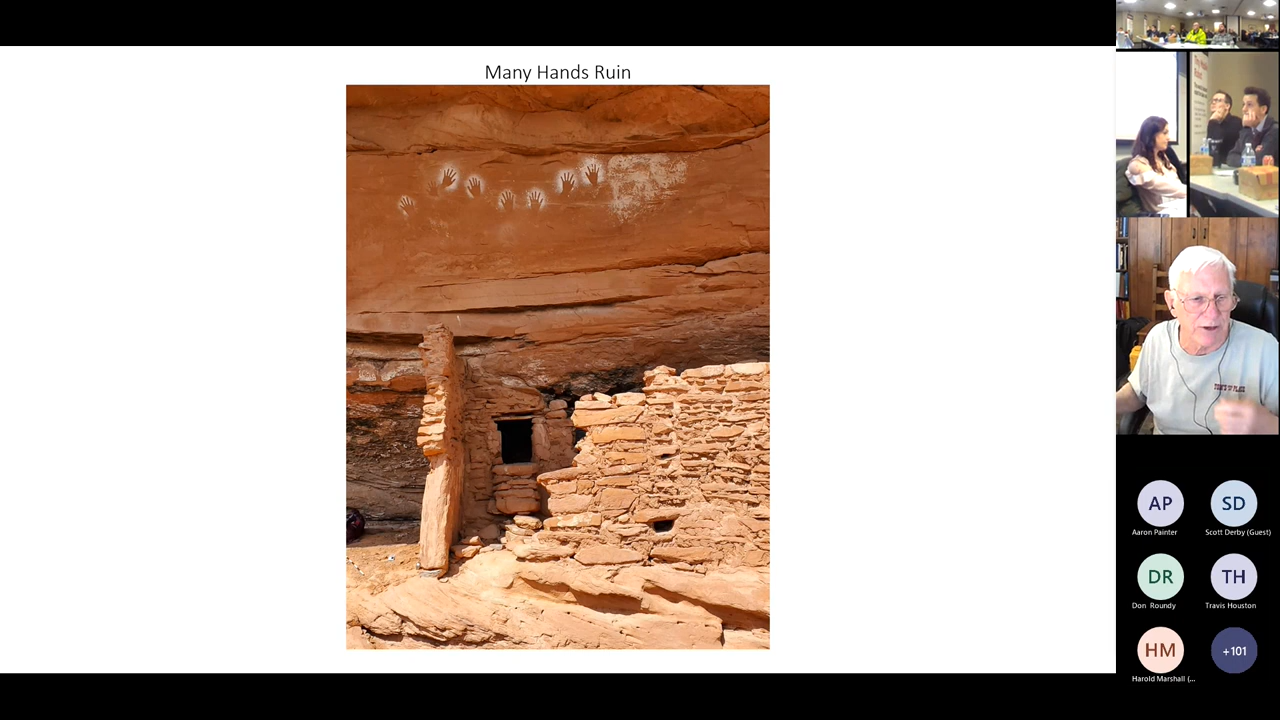 Many Hands Ruin
AP
SD
Aaron Painter
Scott Derby (Guest)
DR
TH
Don Roundy
Travis Houston
HM
+101
Harold Marshall (...